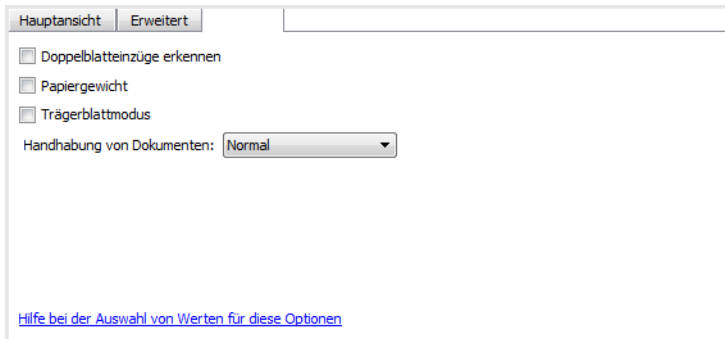 Hauptansicht Erweitert
Doppelblatteinzüge erkennen
Papiergewicht
Trägerblattmodus
Handhabung von Dokumenten: Normal
Hilfe bei der Auswahl von Werten für diese Optionen